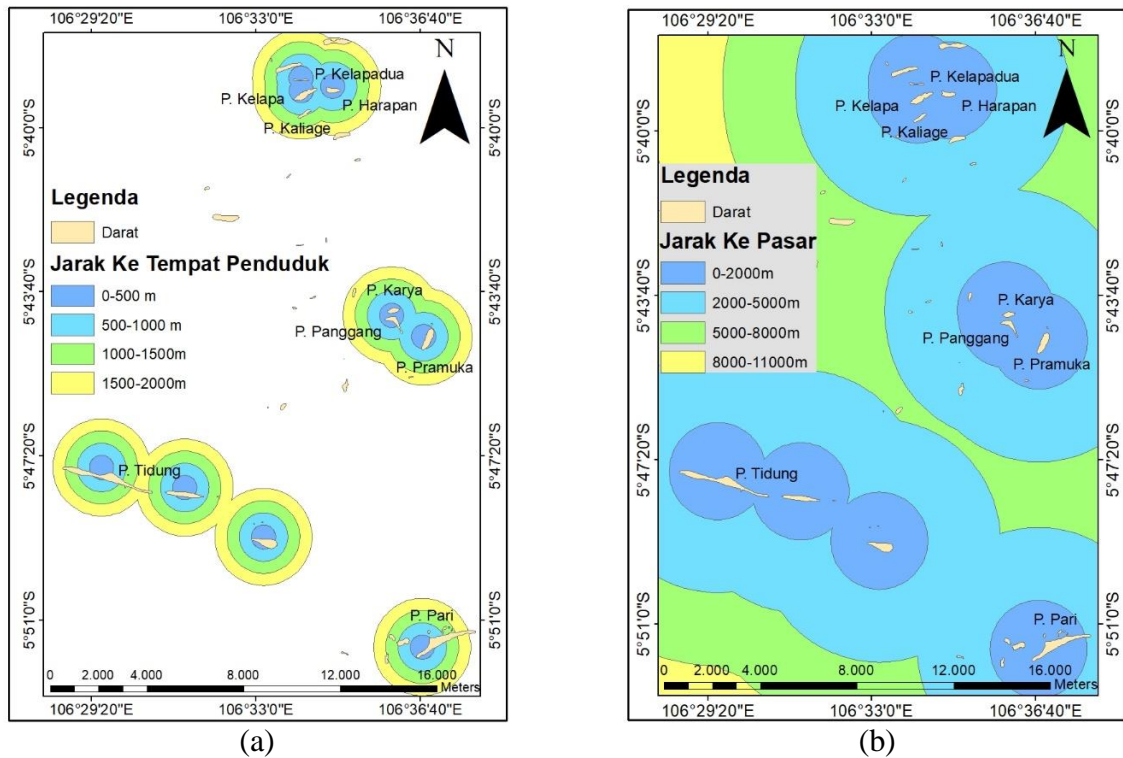 106°29'20"E 106°33'0"E 106°36'40"E
N
P. Kelapadua
P. Kelapa
P. Harapan
P. Kaliage
5°40'0"S 5°40'0"S
Legenda
Darat
Jarak Ke Tempat Penduduk
0-500 m
500-1000 m
1000-1500m
1500-2000m
5°43'40"S 5°43'40"S
P. Karya
P. Panggang
P. Pramuka
5°47'20"S 5°47'20"S
P. Tidung
5°51'0"S 5°51'0"S
P. Pari
0 2.000 4.000 8.000 12.000 16.000
Meters
106°29'20"E 106°33'0"E 106°36'40"E
(a)
106°29'20"E 106°33'0"E 106°36'40"E
N
P. Kelapadua
P. Kelapa
P. Harapan
P. Kaliage
5°40'0"S 5°40'0"S
Legenda
Darat
Jarak Ke Pasar
0-2000m
2000-5000m
5000-8000m
8000-11000m
5°43'40"S 5°43'40"S
P. Karya
P. Panggang
P. Pramuka
5°47'20"S 5°47'20"S
P. Tidung
5°51'0"S 5°51'0"S
P. Pari
0 2.000 4.000 8.000 12.000 16.000
Meters
106°29'20"E 106°33'0"E 106°36'40"E
(b)